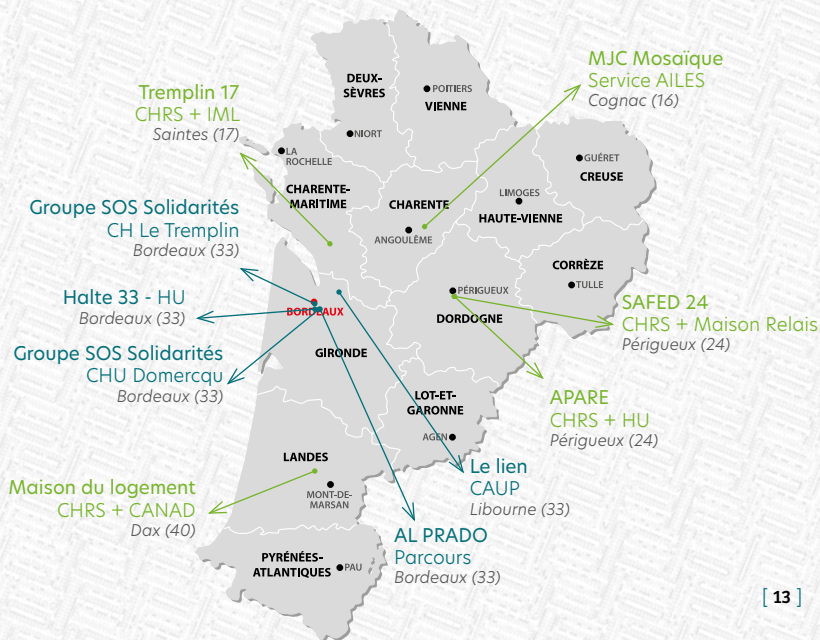 DEUX-
SÈVRES
POITIERS
VIENNE
MJC Mosaïque
Service AILES
Cognac (16)
Tremplin 17
CHRS + IML
Saintes (17)
NIORT
LA
ROCHELLE
GUÉRET
CREUSE
CHARENTE-
MARITIME
CHARENTE
LIMOGES
HAUTE-VIENNE
ANGOULÊME
Groupe SOS Solidarités
CH Le Tremplin
Bordeaux (33)
CORRÈZE
TULLE
Halte 33 - HU
Bordeaux (33)
BORDEAUX
PÉRIGUEUX
DORDOGNE
SAFED 24
CHRS + Maison Relais
Périgueux (24)
Groupe SOS Solidarités
CHU Domercqu
Bordeaux (33)
GIRONDE
LOT-ET-
GARONNE
AGEN
APARE
CHRS + HU
Périgueux (24)
LANDES
MONT-DE-
MARSAN
Le lien
CAUP
Libourne (33)
Maison du logement
CHRS + CANAD
Dax (40)
AL PRADO
Parcours
Bordeaux (33)
PYRÉNÉES-
ATLANTIQUES
PAU
[ 13 ]